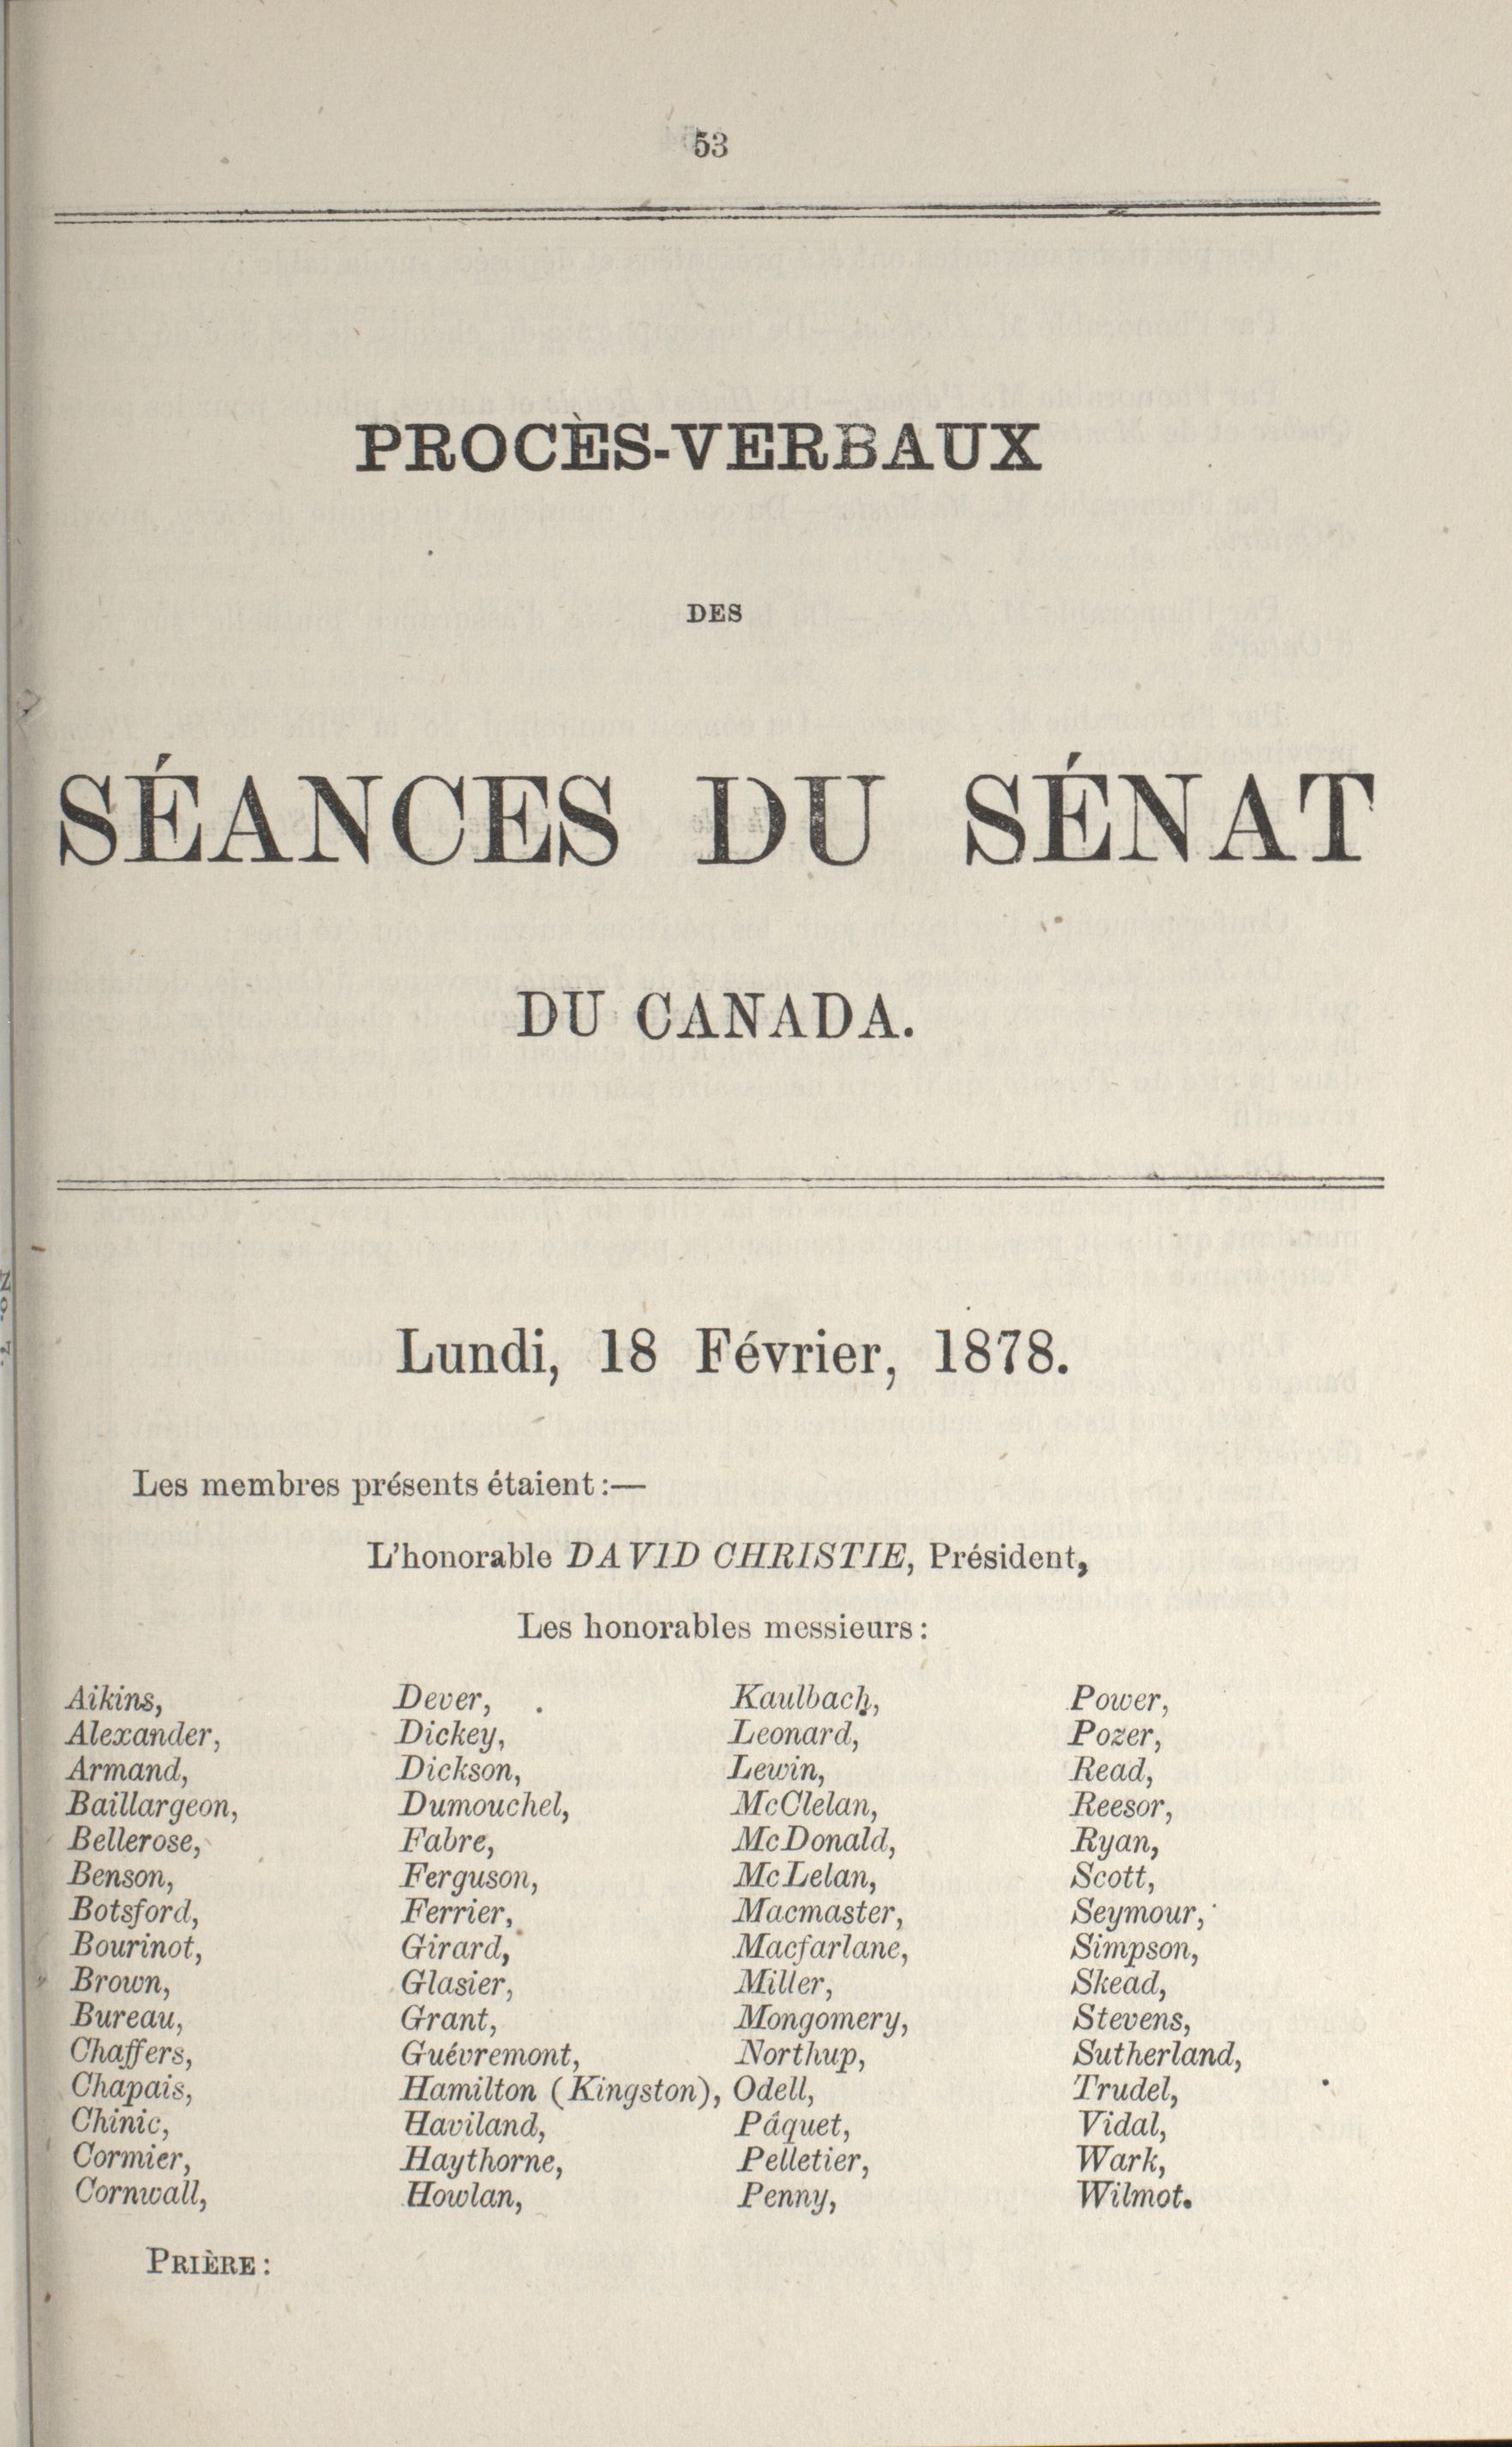 53
PROCÈS-VERBAUX
DES
SÉANCES DU SÉNAT
DU CANADA.
Lundi, 18 Février, 1878.
Les membres présents étaient :—
L'honorable DAVID CHRISTIE, Président,
Les honorables messieurs :
Aikins,
Alexander,
Armand,
Baillargeon,
Bellerose,
Benson,
Botsford,
Bourinot,
Brown,
Bureau,
Chaffers,
Chapais,
Chinic,
Cormier,
Cornwall,
Dever,
Dickey,
Dickson,
Dumouchel,
Fabre,
Ferguson,
Ferrier,
Girard,
Glasier,
Grant,
Guévremont,
Hamilton (Kingston),
Haviland,
Haythorne,
Howlan,
Kaulbach,
Leonard,
Lewin,
McClelan,
McDonald,
McLelan,
Macmaster,
Macfarlane,
Miller,
Mongomery,
Northup,
Odell,
Pâquet,
Pelletier,
Penny,
Power,
Pozer,
Read,
Reesor,
Ryan,
Scott,
Seymour,
Simpson,
Skead,
Stevens,
Sutherland,
Trudel,
Vidal,
Wark,
Wilmot.
PRIÈRE :